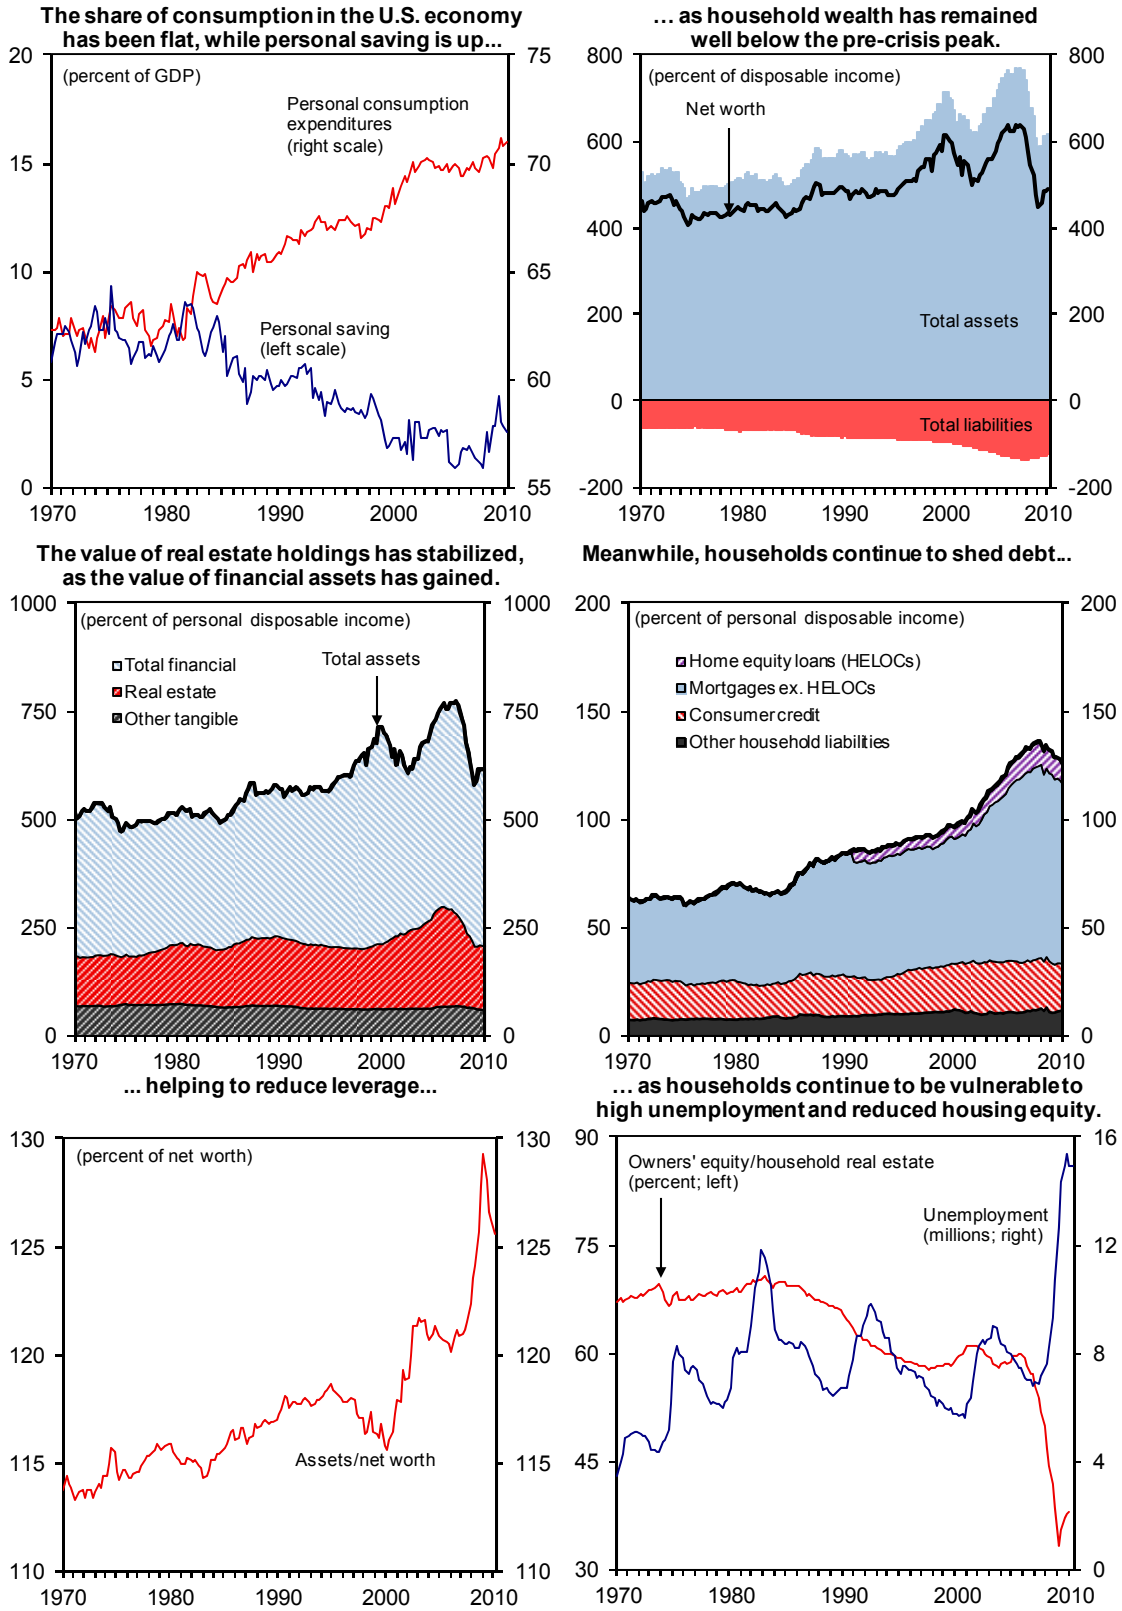 The share of consumption in the U.S. economy
has been flat, while personal saving is up...
20
15
10
5
0
(percent of GDP)
Personal consumption
expenditures
(right scale)
Personal saving
(left scale)
75
70
65
60
55
1970
1980
1990
2000
2010
… as household wealth has remained
well below the pre-crisis peak.
800
600
400
200
0
-200
(percent of disposable income)
Net worth
Total assets
Total liabilities
800
600
400
200
0
-200
1970
1980
1990
2000
2010
The value of real estate holdings has stabilized,
as the value of financial assets has gained.
1000
750
500
250
0
(percent of personal disposable income)
Total financial
Real estate
Other tangible
Total assets
1000
750
500
250
0
1970
1980
1990
2000
2010
Meanwhile, households continue to shed debt...
200
150
100
50
0
(percent of personal disposable income)
Home equity loans (HELOCs)
Mortgages ex. HELOCs
Consumer credit
Other household liabilities
200
150
100
50
0
1970
1980
1990
2000
2010
... helping to reduce leverage...
130
125
120
115
110
(percent of net worth)
Assets/net worth
130
125
120
115
110
1970
1980
1990
2000
2010
… as households continue to be vulnerable to
high unemployment and reduced housing equity.
90
75
60
45
30
Owners' equity/household real estate
(percent; left)
Unemployment
(millions; right)
16
12
8
4
0
1970
1980
1990
2000
2010